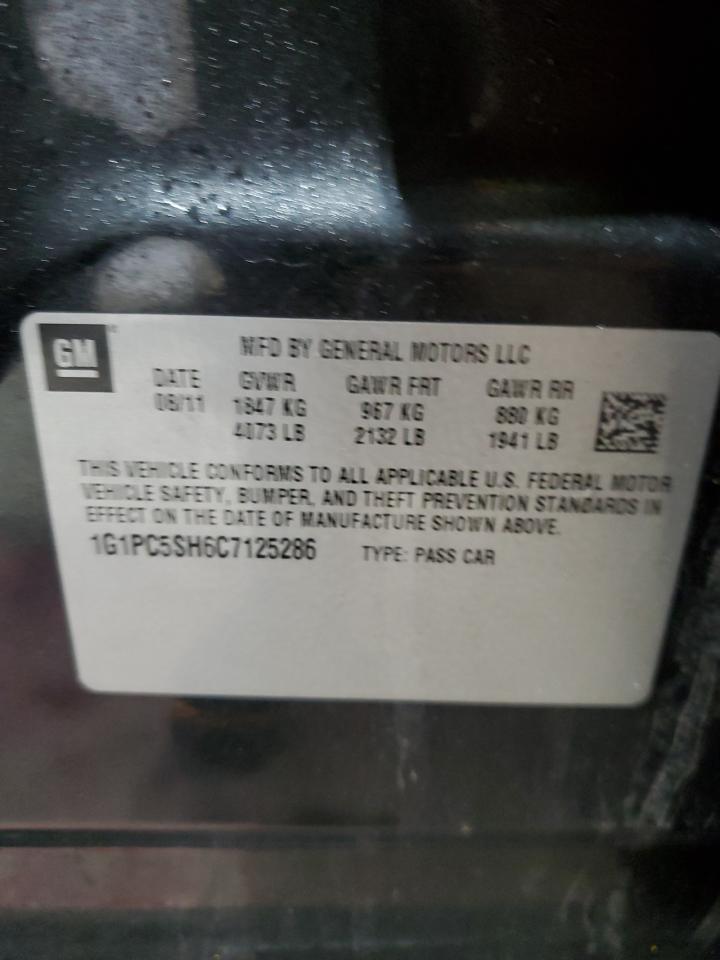 GM
MFD BY GENERAL MOTORS LLC
DATE GVWR GAWR FRT GAWR RR
08/11 1847 KG 967 KG 880 KG
4073 LB 2132 LB 1941 LB
THIS VEHICLE CONFORMS TO ALL APPLICABLE U.S. FEDERAL MOTOR
VEHICLE SAFETY, BUMPER, AND THEFT PREVENTION STANDARDS IN
EFFECT ON THE DATE OF MANUFACTURE SHOWN ABOVE.
1G1PC5SH6C7125286 TYPE: PASS CAR